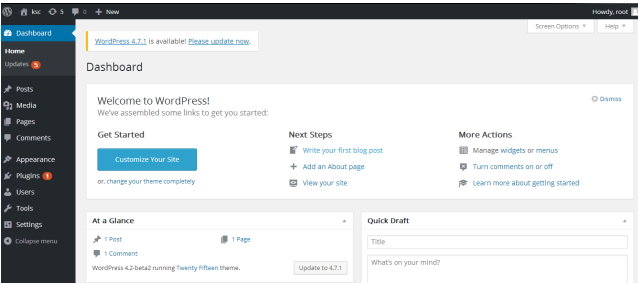 ksc 5 0 + New Howdy, root
Screen Options Help
Dashboard
Home
Updates 5
Posts
Media
Pages
Comments
Appearance
Plugins 1
Users
Tools
Settings
Collapse menu
WordPress 4.7.1 is available! Please update now.
Dashboard
Welcome to WordPress!
We've assembled some links to get you started:
Dismiss
Get Started
Customize Your Site
or, change your theme completely
Next Steps
Write your first blog post
Add an About page
View your site
More Actions
Manage widgets or menus
Turn comments on or off
Learn more about getting started
At a Glance
1 Post 1 Page
1 Comment
WordPress 4.2-beta2 running Twenty Fifteen theme. Update to 4.7.1
Quick Draft
Title
What's on your mind?